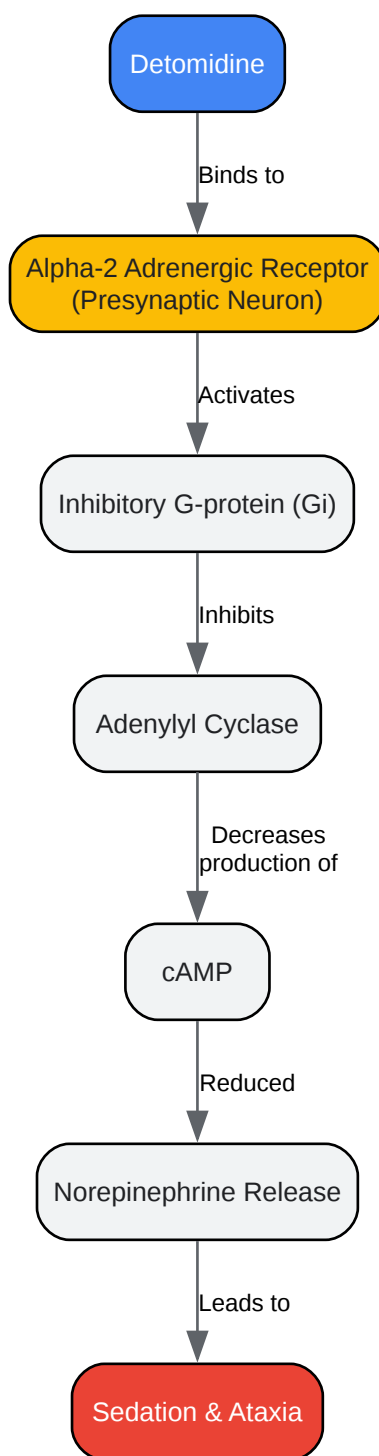 Detomidine
Binds to
Alpha-2 Adrenergic Receptor
(Presynaptic Neuron)
Activates
Inhibitory G-protein (Gi)
Inhibits
Adenylyl Cyclase
Decreases
production of
cAMP
Reduced
Norepinephrine Release
Leads to
Sedation & Ataxia